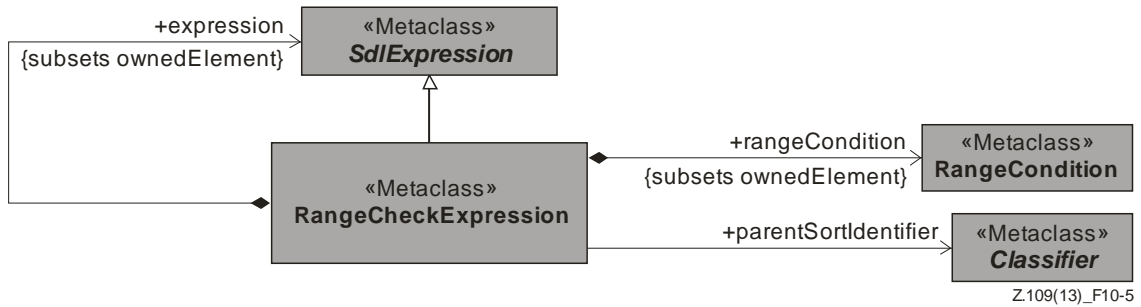 +expression
{subsets ownedElement}
«Metaclass»
SdlExpression
«Metaclass»
RangeCheckExpression
+rangeCondition
{subsets ownedElement}
«Metaclass»
RangeCondition
+parentSortIdentifier
«Metaclass»
Classifier
Z.109(13)_F10-5